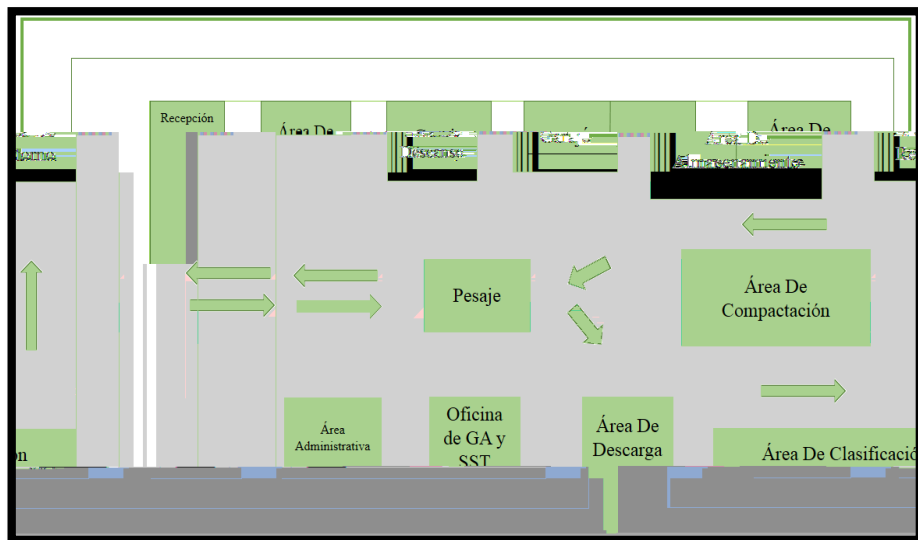 Recepción
Área De
Área De
Pesaje
Área De
Compactación
Área
Administrativa
Oficina
de GA y
SST
Área De
Descarga
Área De Clasificació